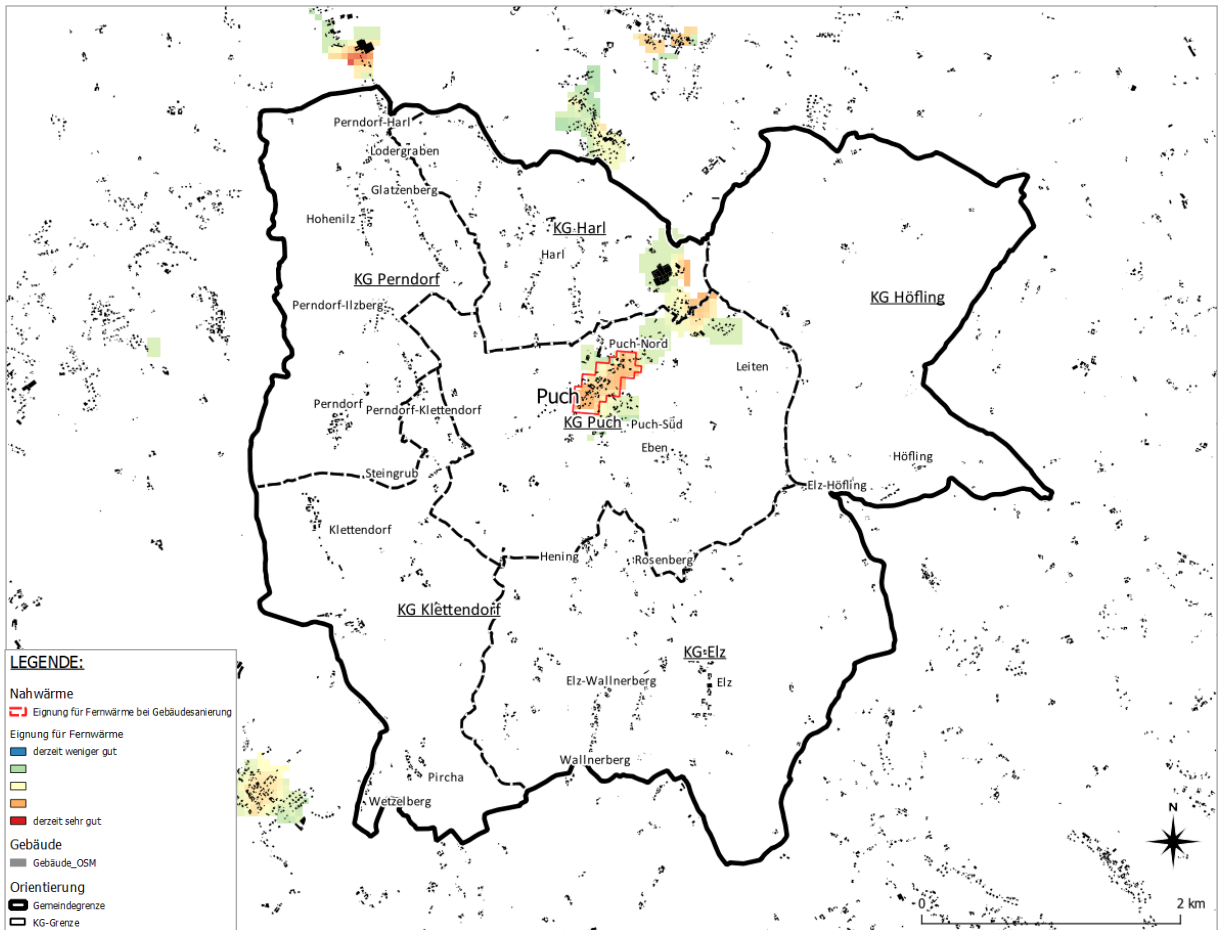 Perndorf-Harl
Lodergraben
Glatzenberg
Hohenilz
KG Harl
Harl
KG Perndorf
KG Höfling
Perndorf-Ilzberg
Puch-Nord
Leiten
Puch
Perndorf
Perndorf-Klettendorf
KG Puch
Puch-Süd
Eben
Höfling
Steingrub
Elz-Höfling
Klettendorf
Hening
Rosenberg
KG Klettendorf
KG Elz
Elz-Wallnerberg
Elz
Wallnerberg
Pircha
Wetzelberg
LEGENDE:
Nahwärme
Eignung für Fernwärme bei Gebäudesanierung
Eignung für Fernwärme
derzeit weniger gut
derzeit sehr gut
Gebäude
Gebäude_OSM
Orientierung
Gemeindegrenze
KG-Grenze
N
0 2 km